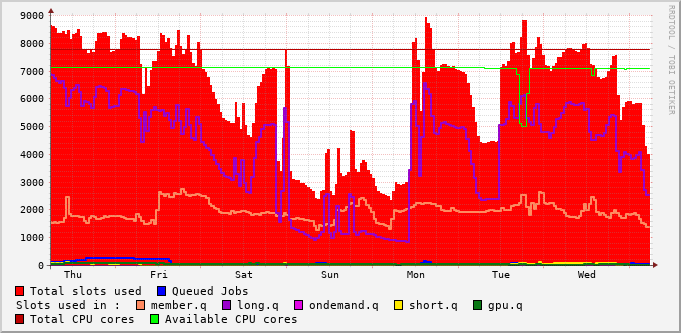 RRDTOOL / TOBI OETIKER
9000
8000
7000
6000
5000
4000
3000
2000
1000
0
Thu Fri Sat Sun Mon Tue Wed
Total slots used Queued Jobs
Slots used in : member.q long.q ondemand.q short.q gpu.q
Total CPU cores Available CPU cores